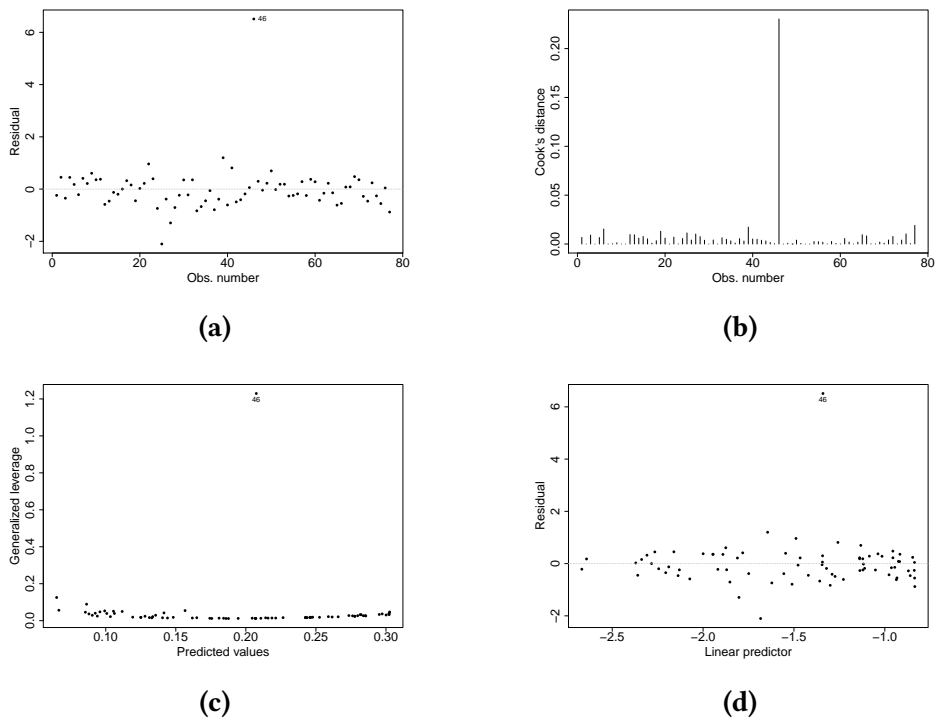 46
6
4
2
0
−2
Residual
0 20 40 60 80
Obs. number
(a)
0.20
0.15
0.10
0.05
0.00
Cook's distance
0 20 40 60 80
Obs. number
(b)
1.2
46
1.0
0.8
0.6
0.4
0.2
0.0
Generalized leverage
0.10 0.15 0.20 0.25 0.30
Predicted values
(c)
6
46
4
2
0
−2
Residual
−2.5 −2.0 −1.5 −1.0
Linear predictor
(d)